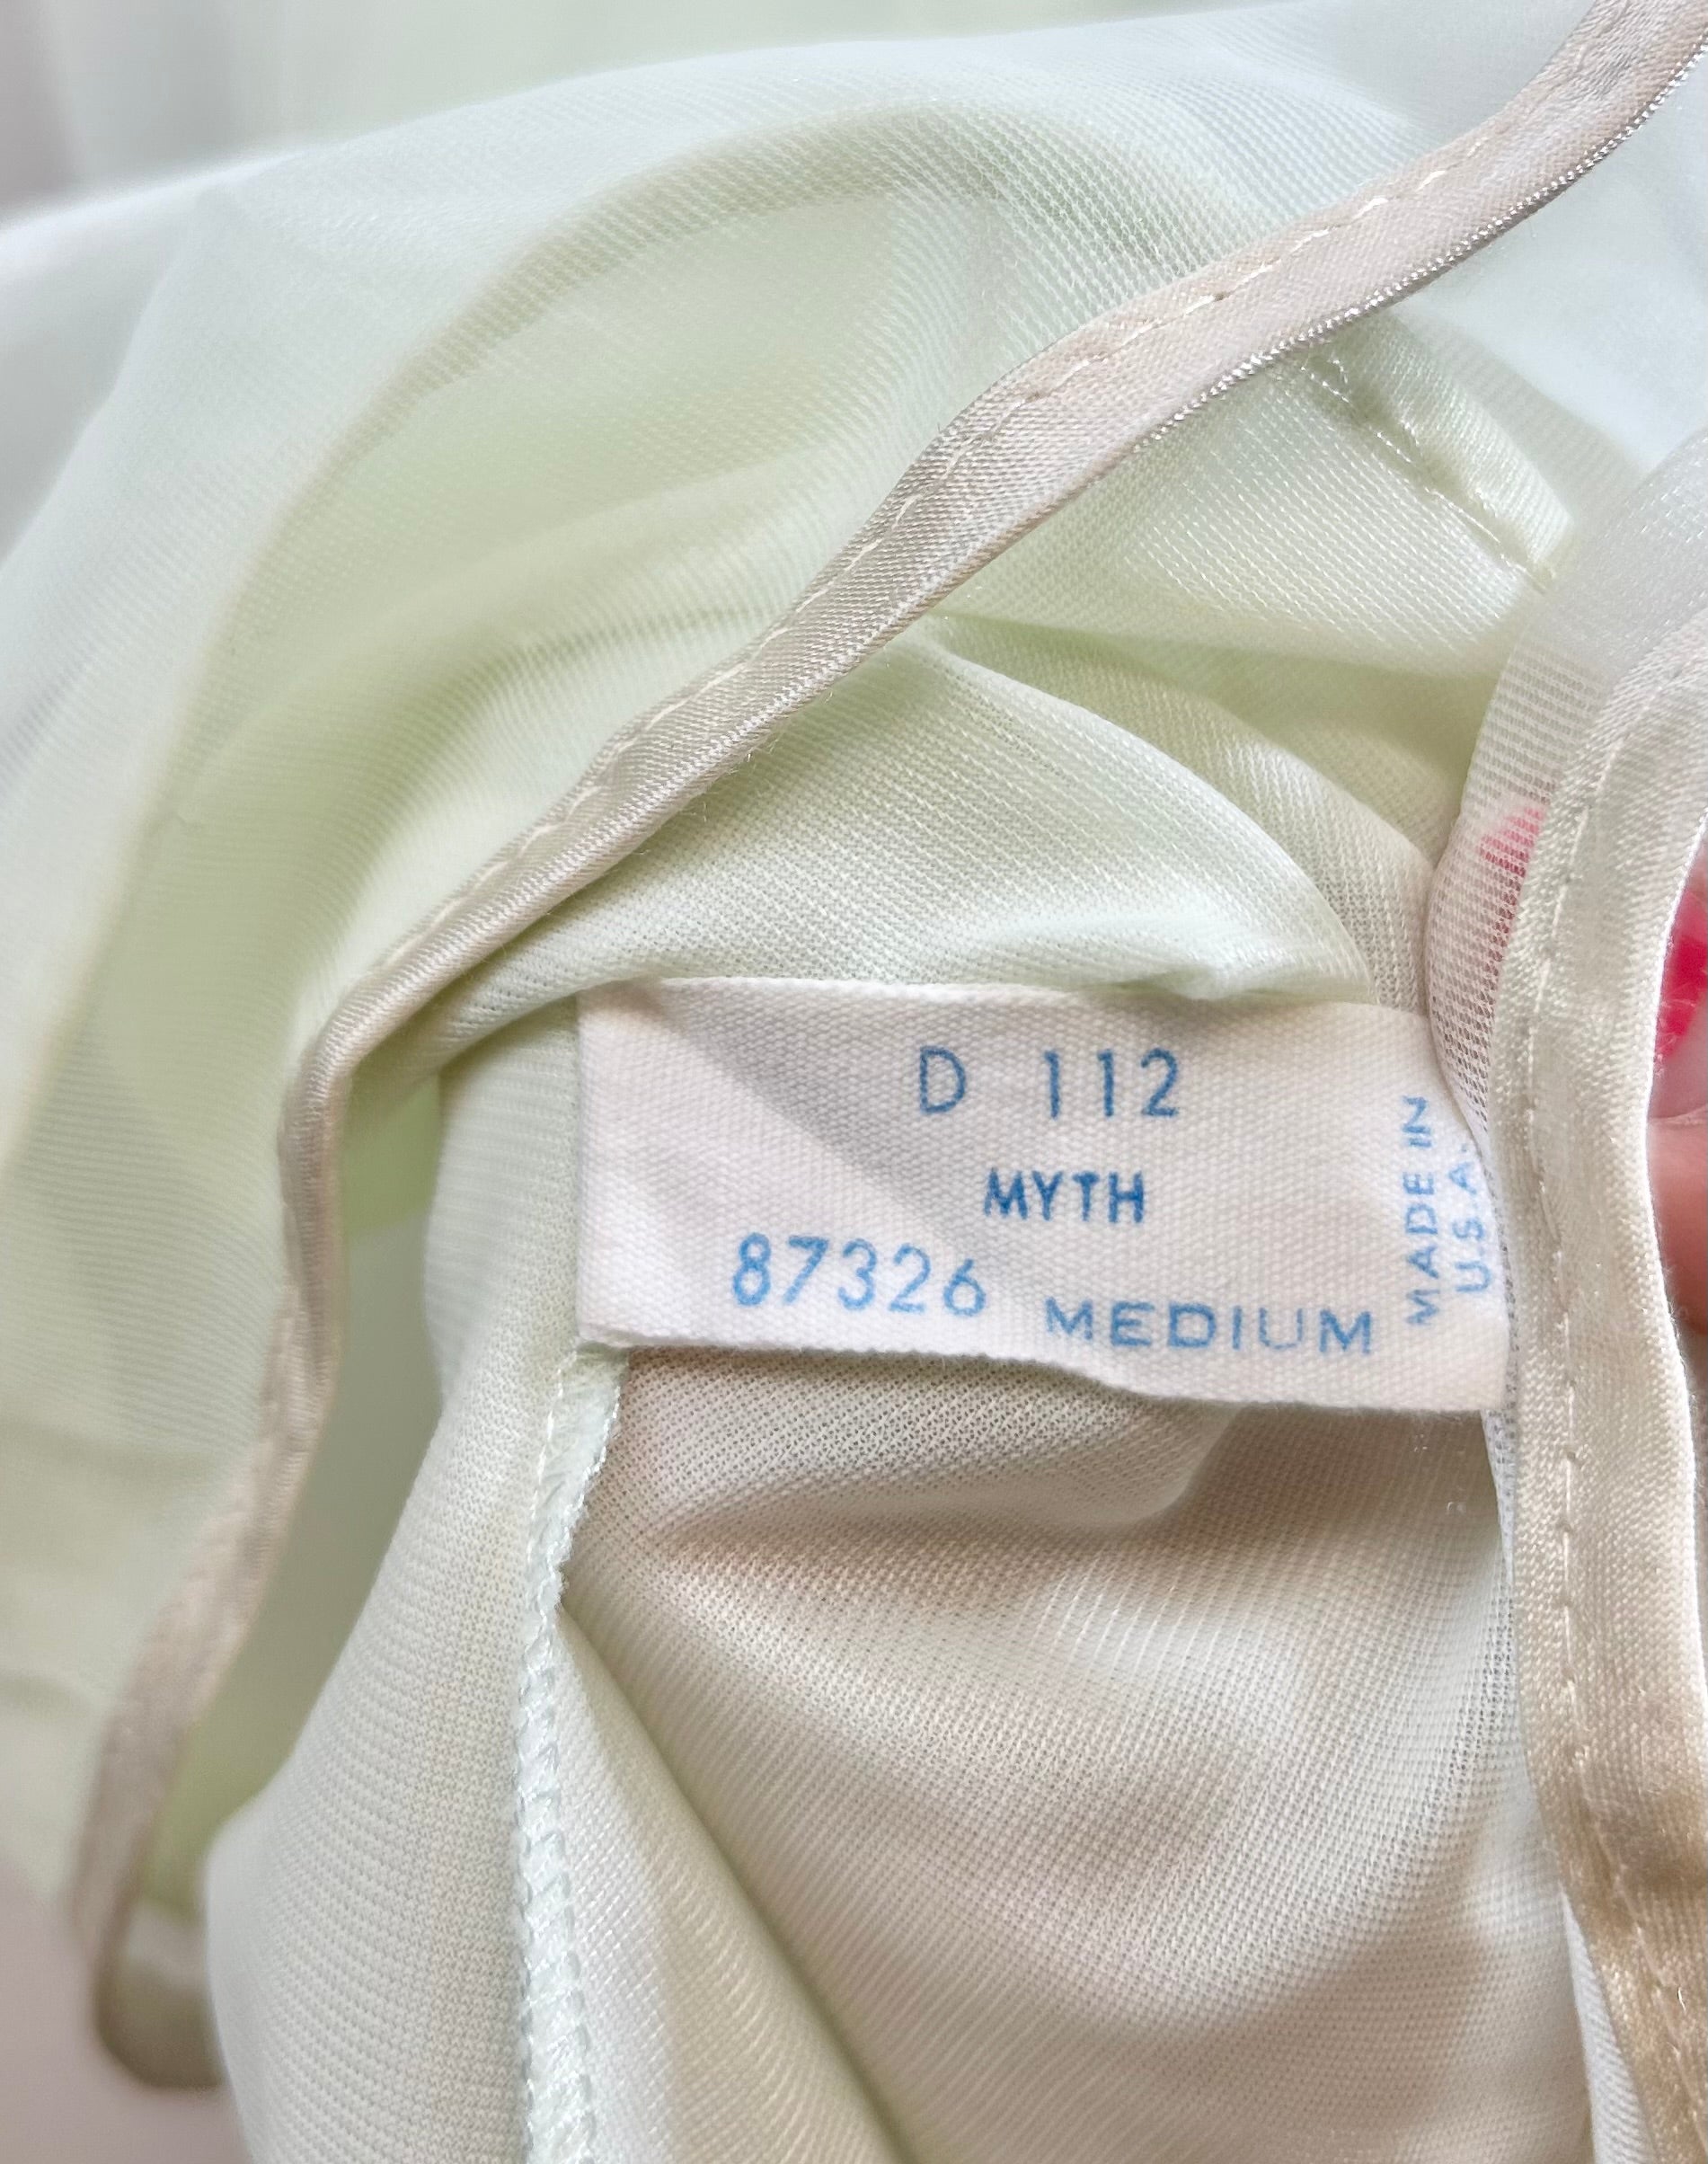 D 112
MYTH
87326 MEDIUM
MADE IN
U.S.A.